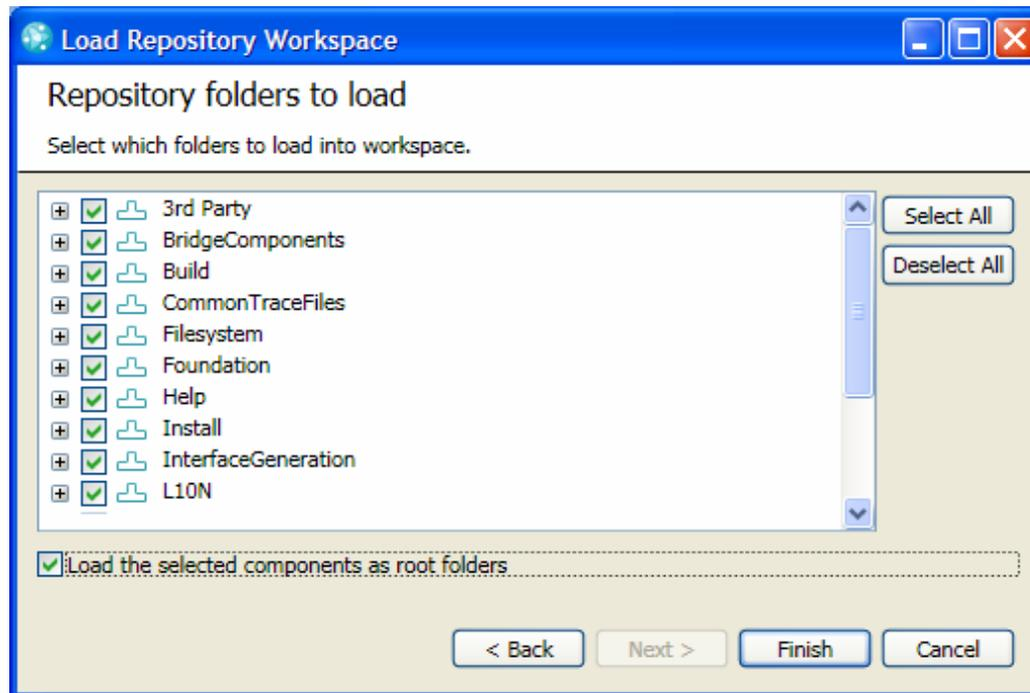 Load Repository Workspace
Repository folders to load
Select which folders to load into workspace.
3rd Party
BridgeComponents
Build
CommonTraceFiles
Filesystem
Foundation
Help
Install
InterfaceGeneration
L10N
Select All
Deselect All
Load the selected components as root folders
< Back Next > Finish Cancel